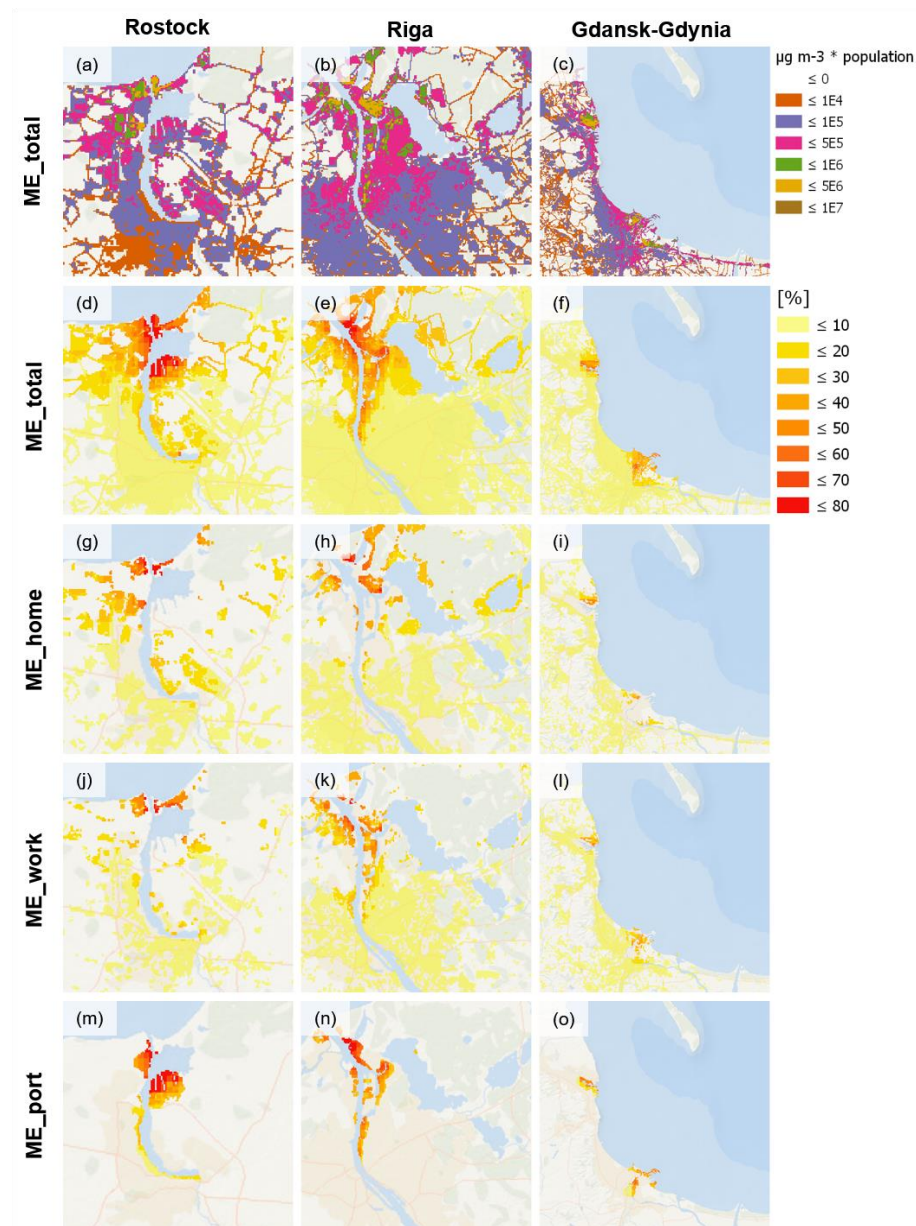 Rostock Riga Gdansk-Gdynia
ME_total (a) (b) (c) µg m-3 * population
≤ 0
≤ 1E4
≤ 1E5
≤ 5E5
≤ 1E6
≤ 5E6
≤ 1E7
ME_total (d) (e) (f) [%]
≤ 10
≤ 20
≤ 30
≤ 40
≤ 50
≤ 60
≤ 70
≤ 80
ME_home (g) (h) (i)
ME_work (j) (k) (l)
ME_port (m) (n) (o)